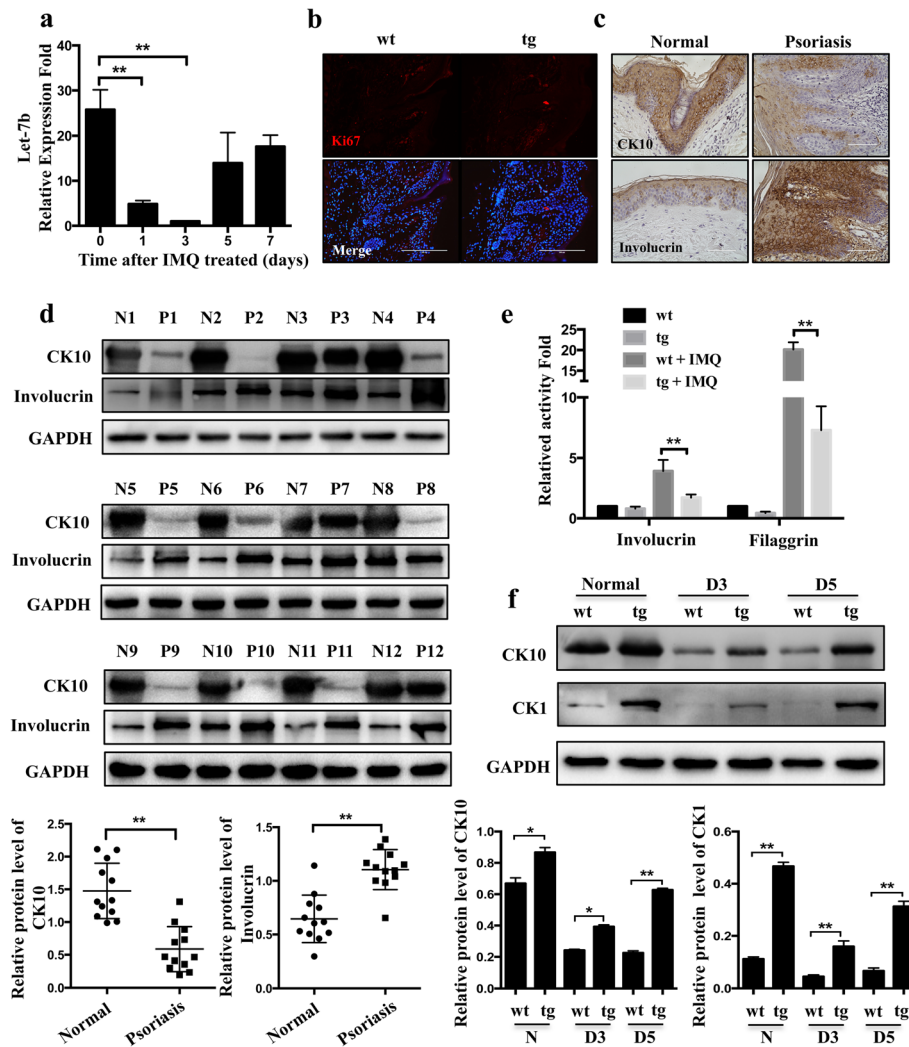 a
Let-7b
Relative Expression Fold
40
30
20
10
0
**
**
0 1 3 5 7
Time after IMQ treated (days)
b
wt tg
Ki67
Merge
c
Normal Psoriasis
CK10
Involucrin
d
N1 P1 N2 P2 N3 P3 N4 P4
CK10
Involucrin
GAPDH
N5 P5 N6 P6 N7 P7 N8 P8
CK10
Involucrin
GAPDH
N9 P9 N10 P10 N11 P11 N12 P12
CK10
Involucrin
GAPDH
Relative protein level of
CK10
2.5
2.0
1.5
1.0
0.5
0.0
**
Normal Psoriasis
Relative protein level of
Involucrin
1.5
1.0
0.5
0.0
**
Normal Psoriasis
e
wt
tg
wt + IMQ
tg + IMQ
Relatived activity Fold
25
20
15
10
5
0
**
**
Involucrin Filaggrin
f
Normal D3 D5
wt tg wt tg wt tg
CK10
CK1
GAPDH
Relative protein level of CK10
1.0
0.8
0.6
0.4
0.2
0.0
*
*
**
wt tg wt tg wt tg
N D3 D5
Relative protein level of CK1
0.6
0.4
0.2
0.0
**
**
**
wt tg wt tg wt tg
N D3 D5